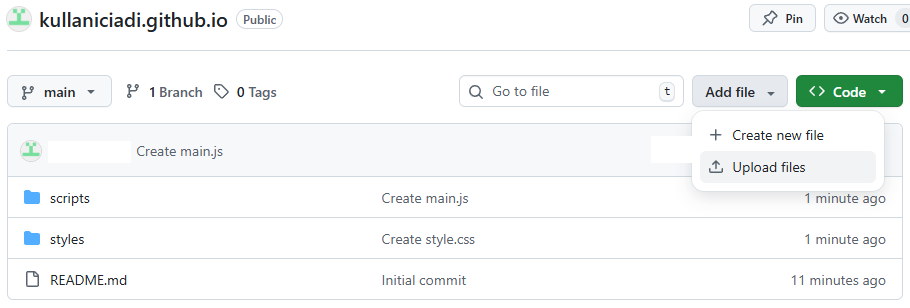 kullaniciadi.github.io Public Pin Watch 0
main 1 Branch 0 Tags Go to file t Add file Code
Create new file
Create main.js
Upload files
scripts Create main.js 1 minute ago
styles Create style.css 1 minute ago
README.md Initial commit 11 minutes ago